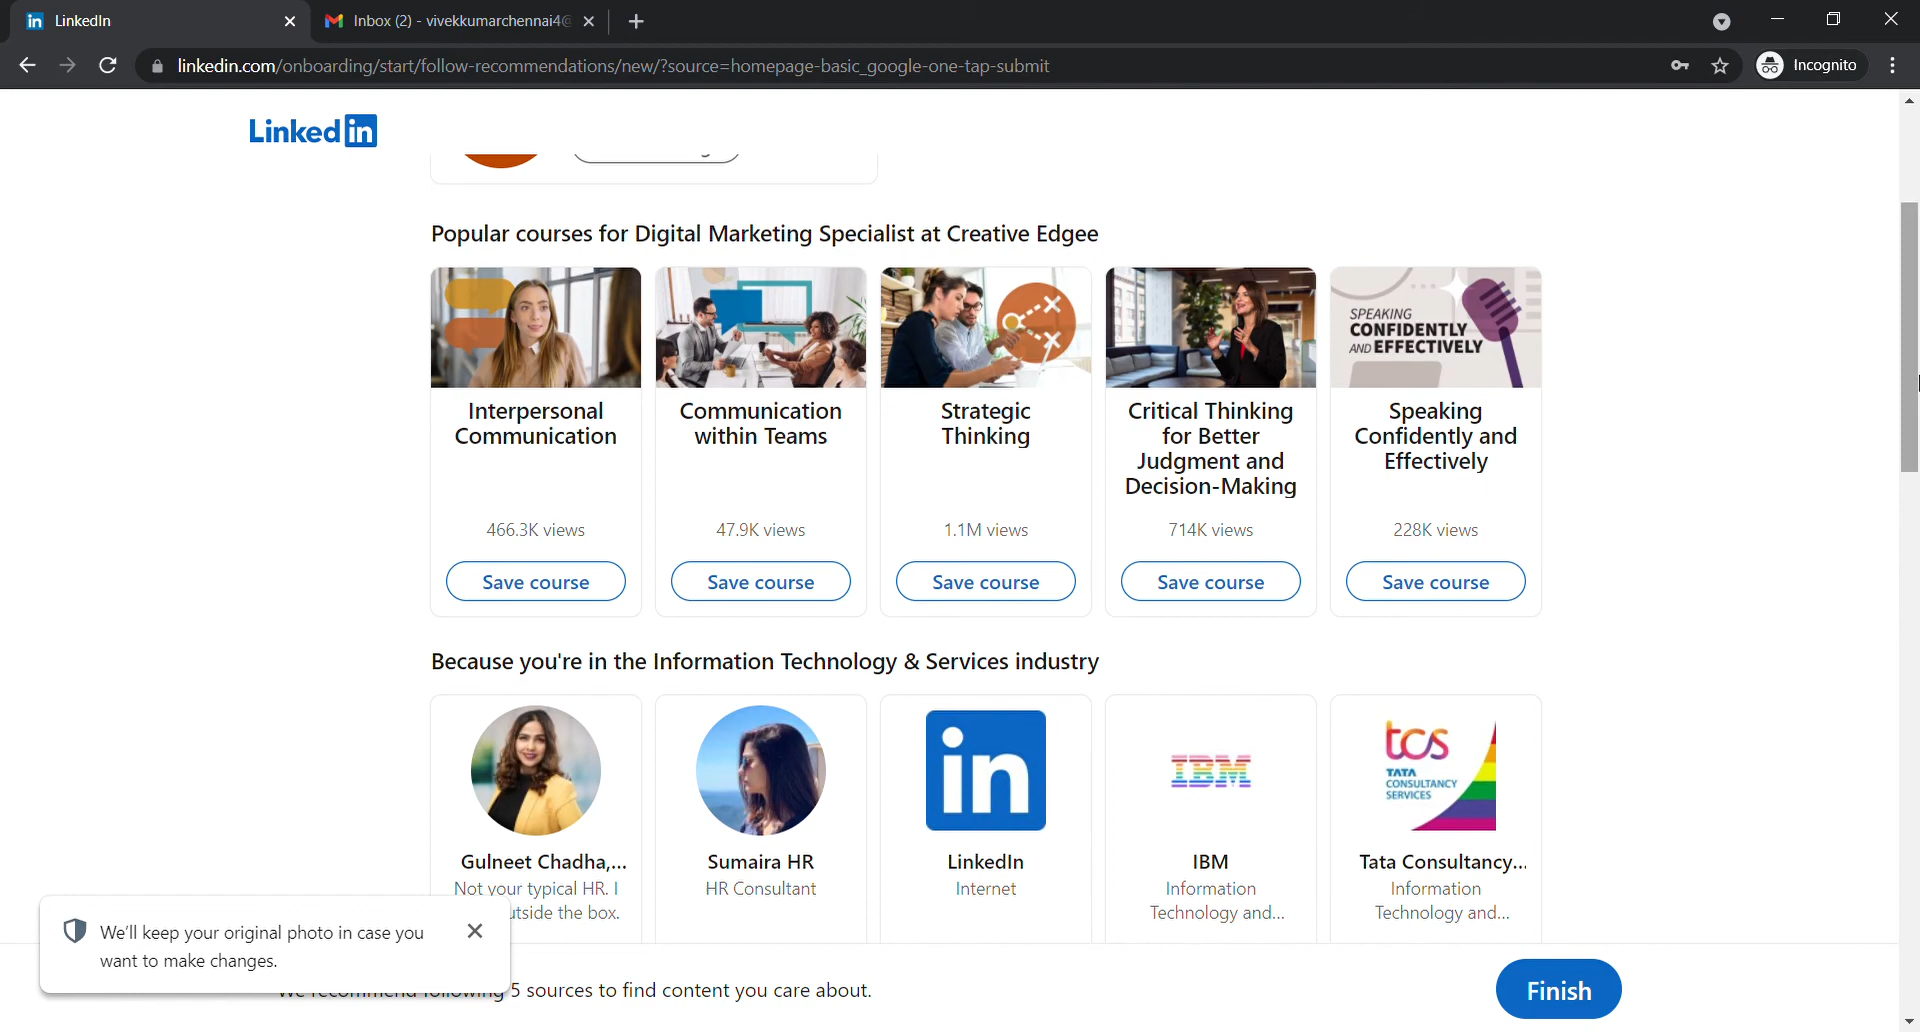 LinkedIn
Inbox (2) - vivekkumarchennai4@
linkedin.com/onboarding/start/follow-recommendations/new/?source=homepage-basic_google-one-tap-submit
Incognito
Linkedin
Popular courses for Digital Marketing Specialist at Creative Edgee
SPEAKING
CONFIDENTLY
AND EFFECTIVELY
Interpersonal
Communication
466.3K views
Save course
Communication
within Teams
47.9K views
Save course
Strategic
Thinking
1.1M views
Save course
Critical Thinking
for Better
Judgment and
Decision-Making
714K views
Save course
Speaking
Confidently and
Effectively
228K views
Save course
Because you're in the Information Technology & Services industry
Gulneet Chadha,...
Not your typical HR. I
outside the box.
Sumaira HR
HR Consultant
in
LinkedIn
Internet
IBM
IBM
Information
Technology and...
tcs
TATA
CONSULTANCY
SERVICES
Tata Consultancy...
Information
Technology and...
We'll keep your original photo in case you
want to make changes.
We recommend following 5 sources to find content you care about.
Finish